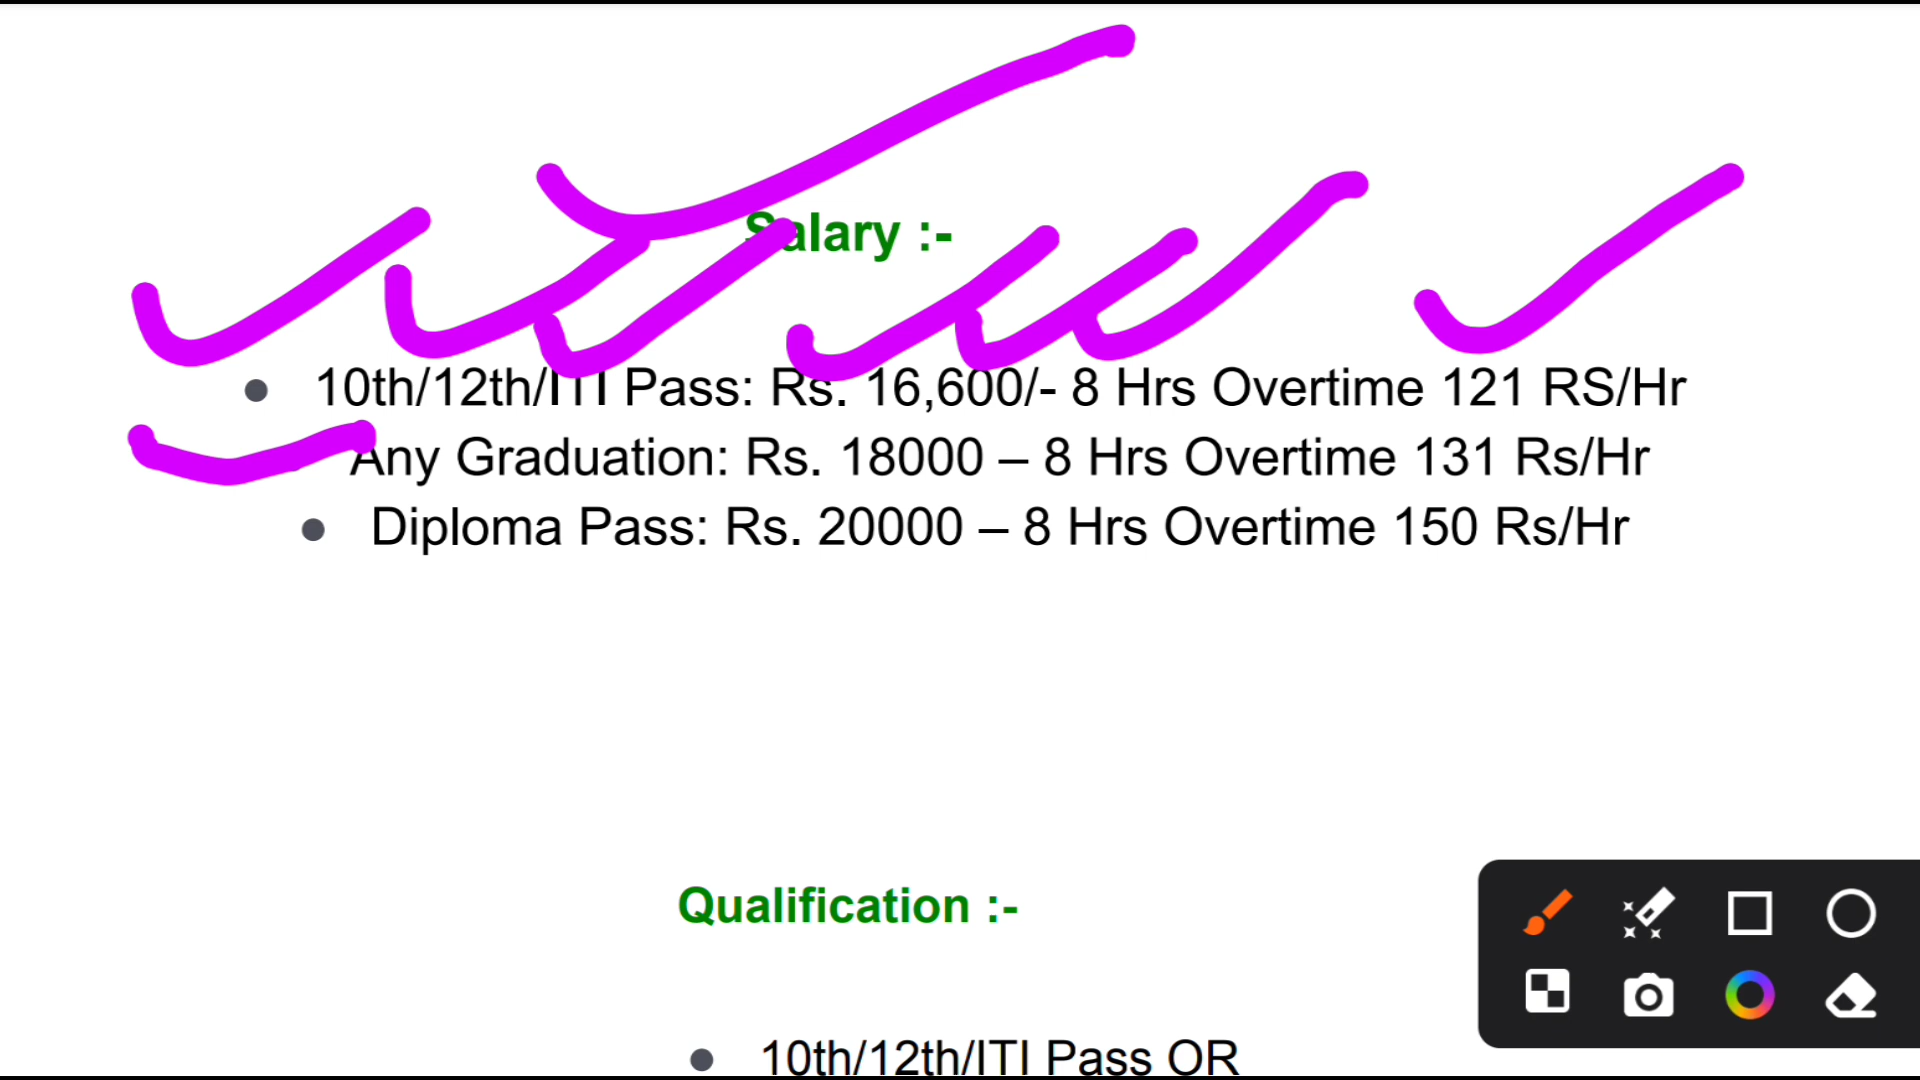 Salary :-
10th/12th/ITI Pass: Rs. 16,600/- 8 Hrs Overtime 121 RS/Hr
Any Graduation: Rs. 18000 – 8 Hrs Overtime 131 Rs/Hr
Diploma Pass: Rs. 20000 – 8 Hrs Overtime 150 Rs/Hr
Qualification :-
10th/12th/ITI Pass OR